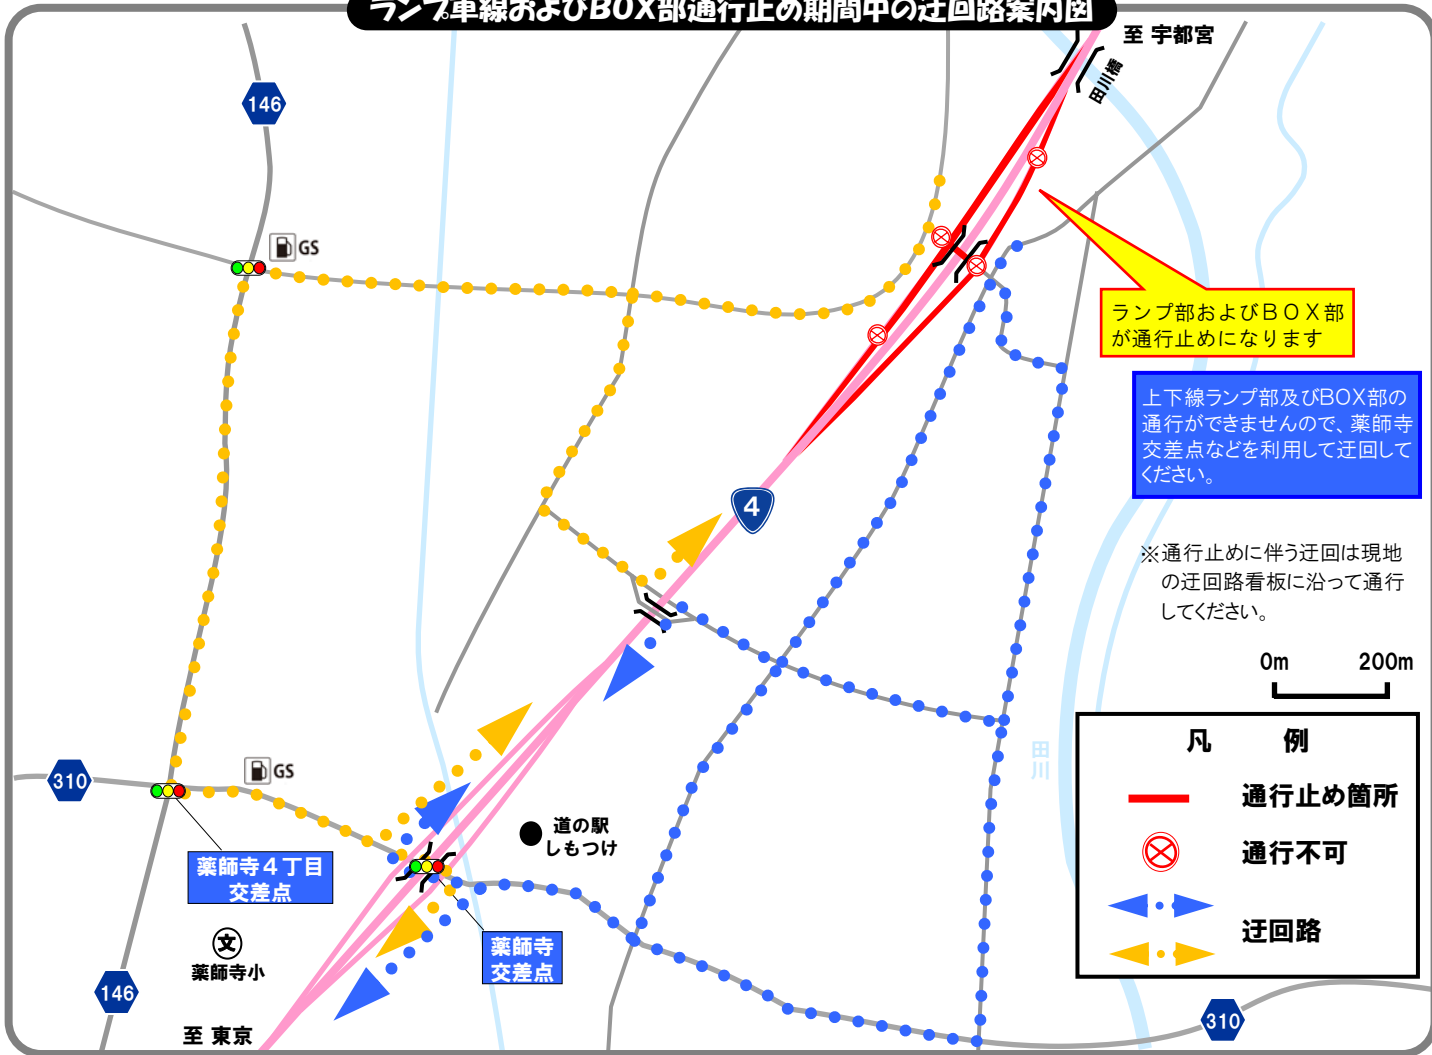 ランプ車線およびBOX部通行止め期間中の迂回路案内図
至 宇都宮
田川橋
146
GS
ランプ部およびBOX部
が通行止めになります
上下線ランプ部及びBOX部の
通行ができませんので、薬師寺
交差点などを利用して迂回して
ください。
4
※通行止めに伴う迂回は現地
の迂回路看板に沿って通行
してください。
0m 200m
田川
凡 例
通行止め箇所
通行不可
迂回路
310
GS
道の駅
しもつけ
薬師寺4丁目
交差点
薬師寺
交差点
文
薬師寺小
146
至 東京
310